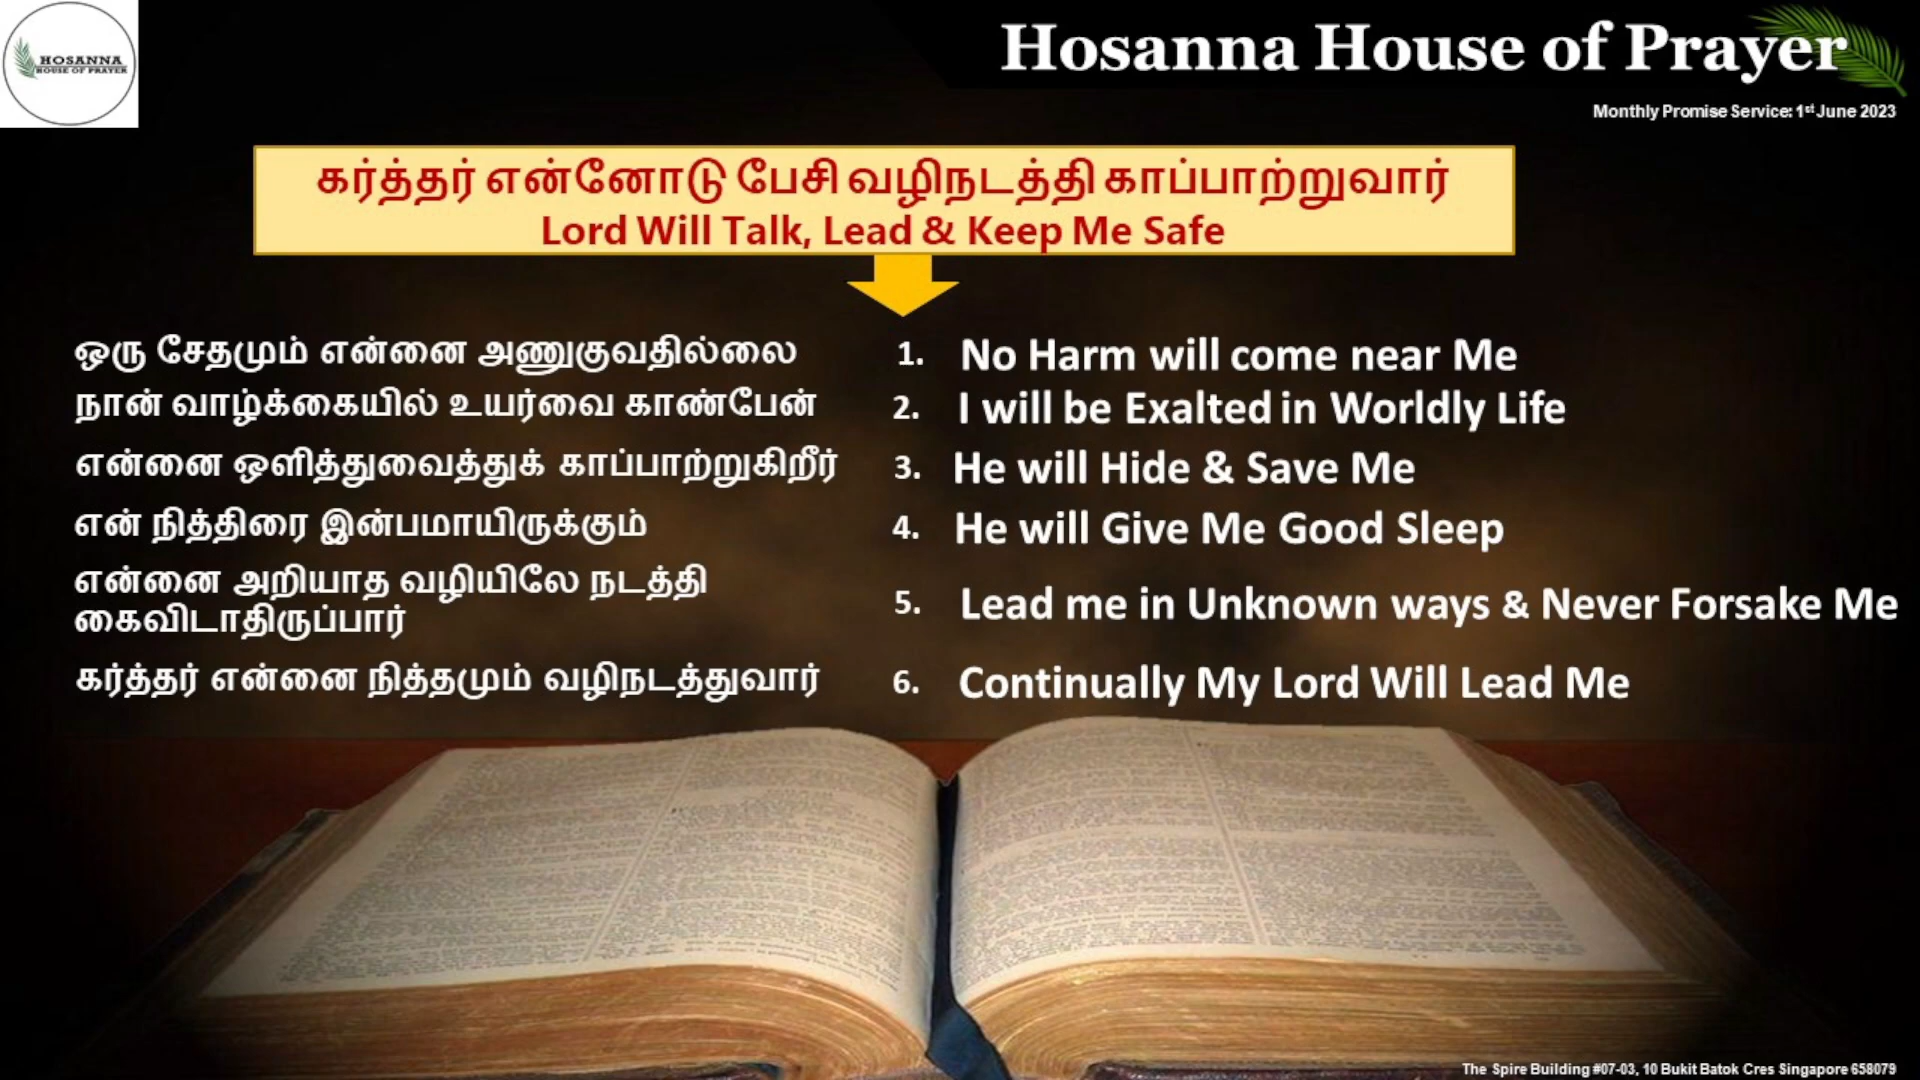 HOSANNA
HOUSE OF PRAYER
Hosanna House of Prayer
Monthly Promise Service: 1st June 2023
கர்த்தர் என்னோடு பேசி வழிநடத்தி காப்பாற்றுவார்
Lord Will Talk, Lead & Keep Me Safe
ஒரு சேதமும் என்னை அணுகுவதில்லை
1. No Harm will come near Me
நான் வாழ்க்கையில் உயர்வை காண்பேன்
2. I will be Exalted in Worldly Life
என்னை ஒளித்துவைத்துக் காப்பாற்றுகிறீர்
3. He will Hide & Save Me
என் நித்திரை இன்பமாயிருக்கும்
4. He will Give Me Good Sleep
என்னை அறியாத வழியிலே நடத்தி
கைவிடாதிருப்பார்
5. Lead me in Unknown ways & Never Forsake Me
கர்த்தர் என்னை நித்தமும் வழிநடத்துவார்
6. Continually My Lord Will Lead Me
The Spire Building #07-03, 10 Bukit Batok Cres Singapore 658079